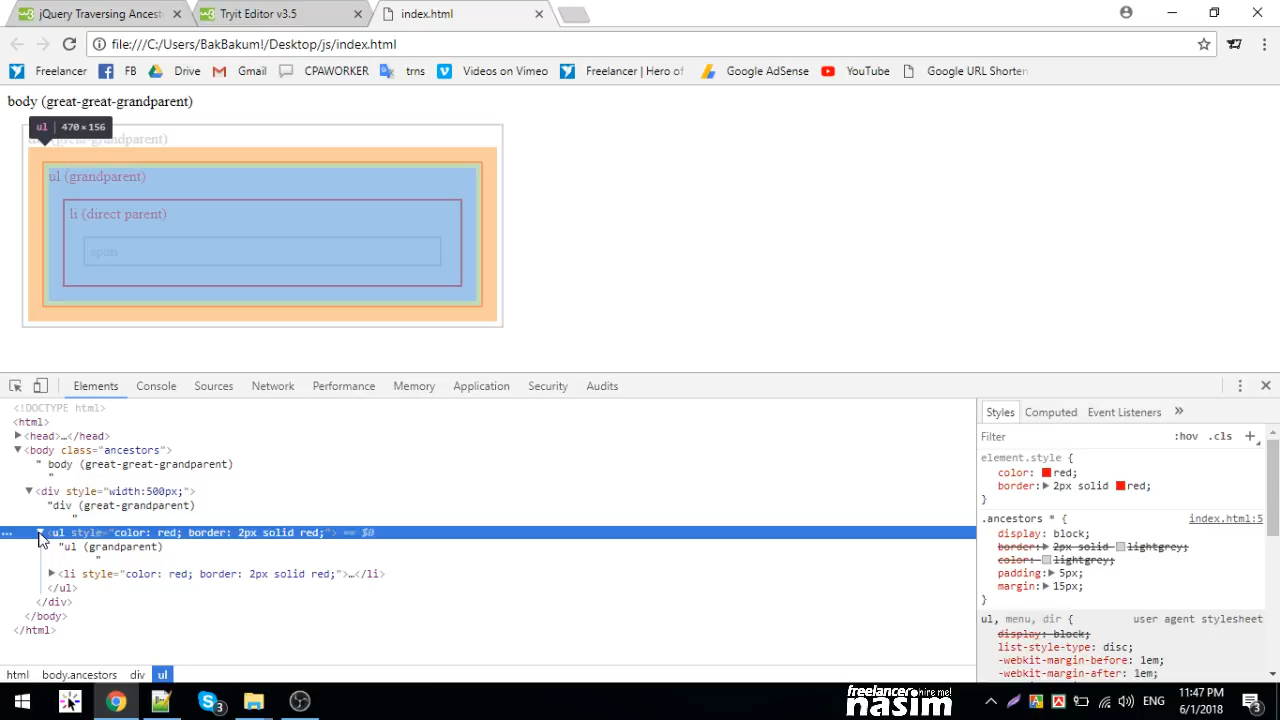 jQuery Traversing Ancest
Tryit Editor v3.5
index.html
file:///C:/Users/BakBakum!/Desktop/js/index.html
Freelancer
FB
Drive
Gmail
CPAWORKER
trns
Videos on Vimeo
Freelancer | Hero of
Google AdSense
YouTube
Google URL Shorten
body (great-great-grandparent)
ul | 470×156
(great-grandparent)
ul (grandparent)
li (direct parent)
span
Elements Console Sources Network Performance Memory Application Security Audits
<!DOCTYPE html>
<html>
<head>…</head>
<body class="ancestors">
" body (great-great-grandparent)
"
<div style="width:500px;">
"div (great-grandparent)
"
<ul style="color: red; border: 2px solid red;"> == $0
"ul (grandparent)
"
<li style="color: red; border: 2px solid red;">…</li>
</ul>
</div>
</body>
</html>
html body.ancestors div ul
Styles Computed Event Listeners »
Filter :hov .cls +
element.style {
color: red;
border: 2px solid red;
}
.ancestors * { index.html:5
display: block;
border: 2px solid lightgrey;
color: lightgrey;
padding: 5px;
margin: 15px;
}
ul, menu, dir { user agent stylesheet
display: block;
list-style-type: disc;
-webkit-margin-before: 1em;
-webkit-margin-after: 1em;
3
freelancer hire me!
nasim
ENG
11:47 PM
6/1/2018
3